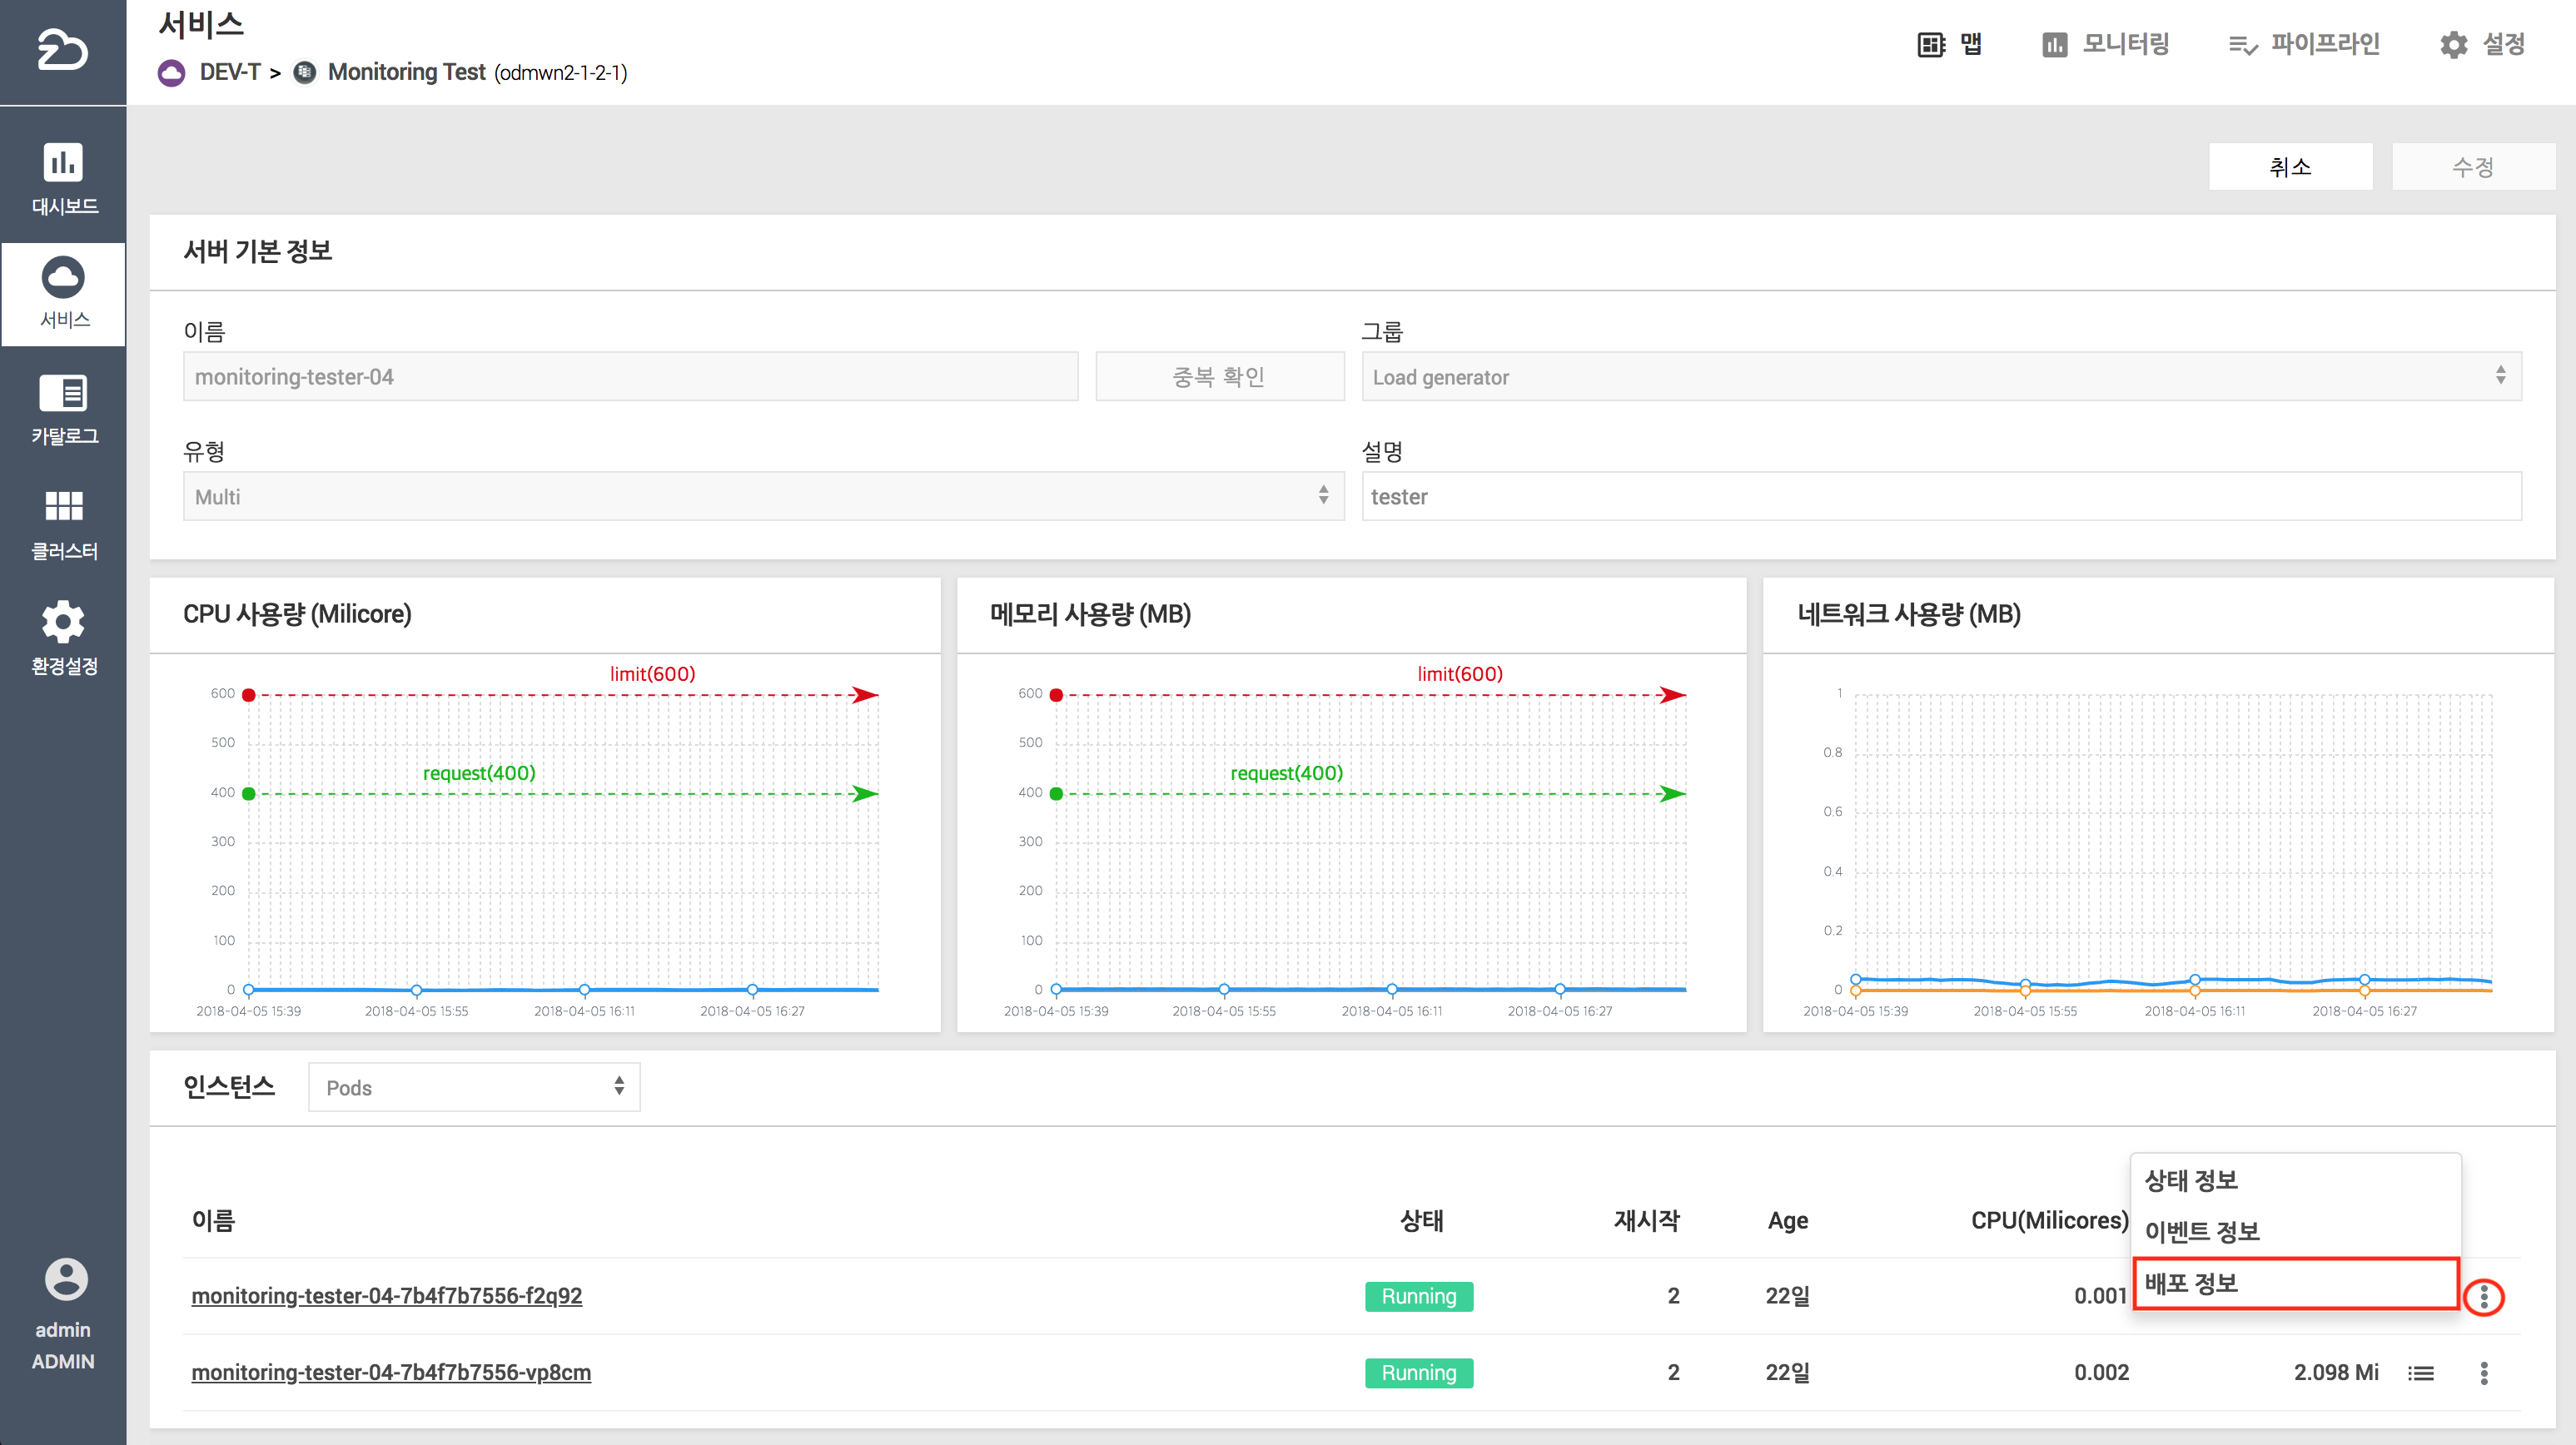 서비스
DEV-T > Monitoring Test (odmwn2-1-2-1)
맵
모니터링
파이프라인
설정
대시보드
서비스
카탈로그
클러스터
환경설정
admin
ADMIN
취소
수정
서버 기본 정보
이름
그룹
monitoring-tester-04
중복 확인
Load generator
유형
설명
Multi
tester
CPU 사용량 (Milicore)
limit(600)
600
500
request(400)
400
300
200
100
0
2018-04-05 15:39 2018-04-05 15:55 2018-04-05 16:11 2018-04-05 16:27
메모리 사용량 (MB)
limit(600)
600
500
request(400)
400
300
200
100
0
2018-04-05 15:39 2018-04-05 15:55 2018-04-05 16:11 2018-04-05 16:27
네트워크 사용량 (MB)
1
0.8
0.6
0.4
0.2
0
2018-04-05 15:39 2018-04-05 15:55 2018-04-05 16:11 2018-04-05 16:27
인스턴스
Pods
이름 상태 재시작 Age CPU(Milicores)
상태 정보
이벤트 정보
배포 정보
monitoring-tester-04-7b4f7b7556-f2q92 Running 2 22일 0.001
monitoring-tester-04-7b4f7b7556-vp8cm Running 2 22일 0.002 2.098 Mi